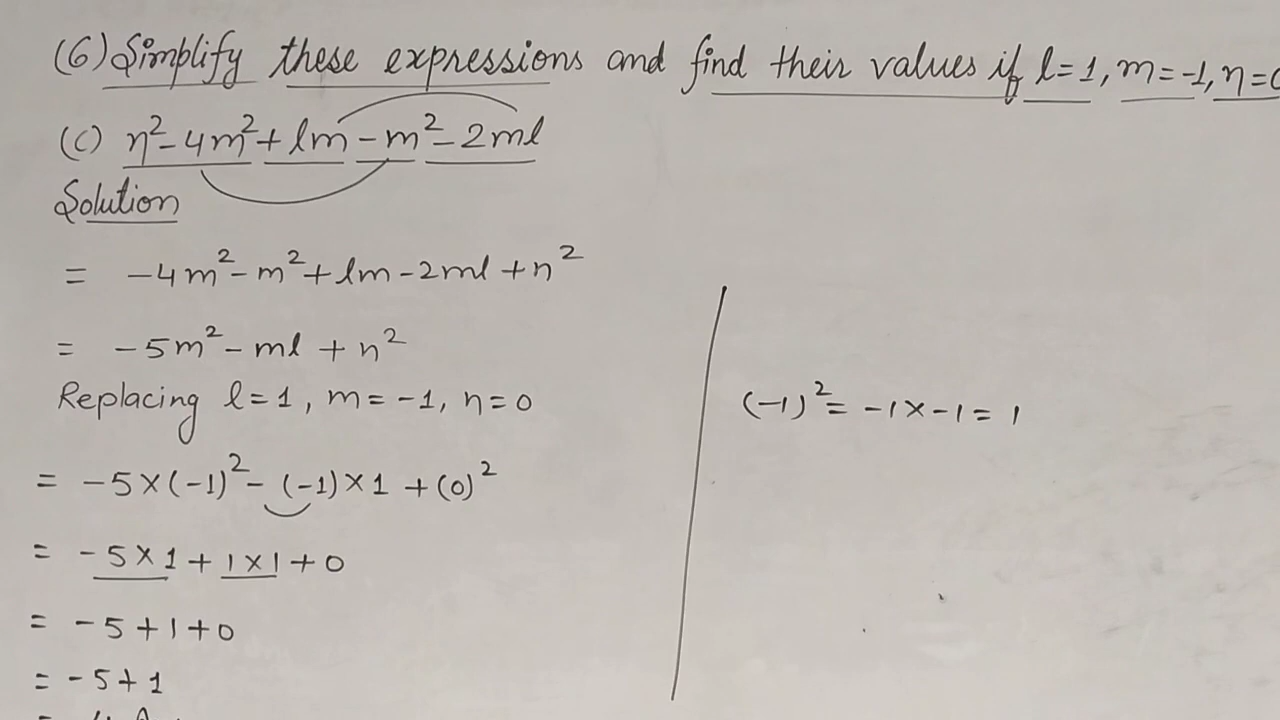 (6) Simplify these expressions and find their values if l=1, m=-1, n=0
(C) n²-4m²+lm-m²-2ml
Solution
= -4m²-m²+lm-2ml+n²
= -5m²-ml+n²
Replacing l=1, m=-1, n=0
(-1)²= -1×-1=1
= -5×(-1)²-(-1)×1+(0)²
= -5×1+1×1+0
= -5+1+0
= -5+1